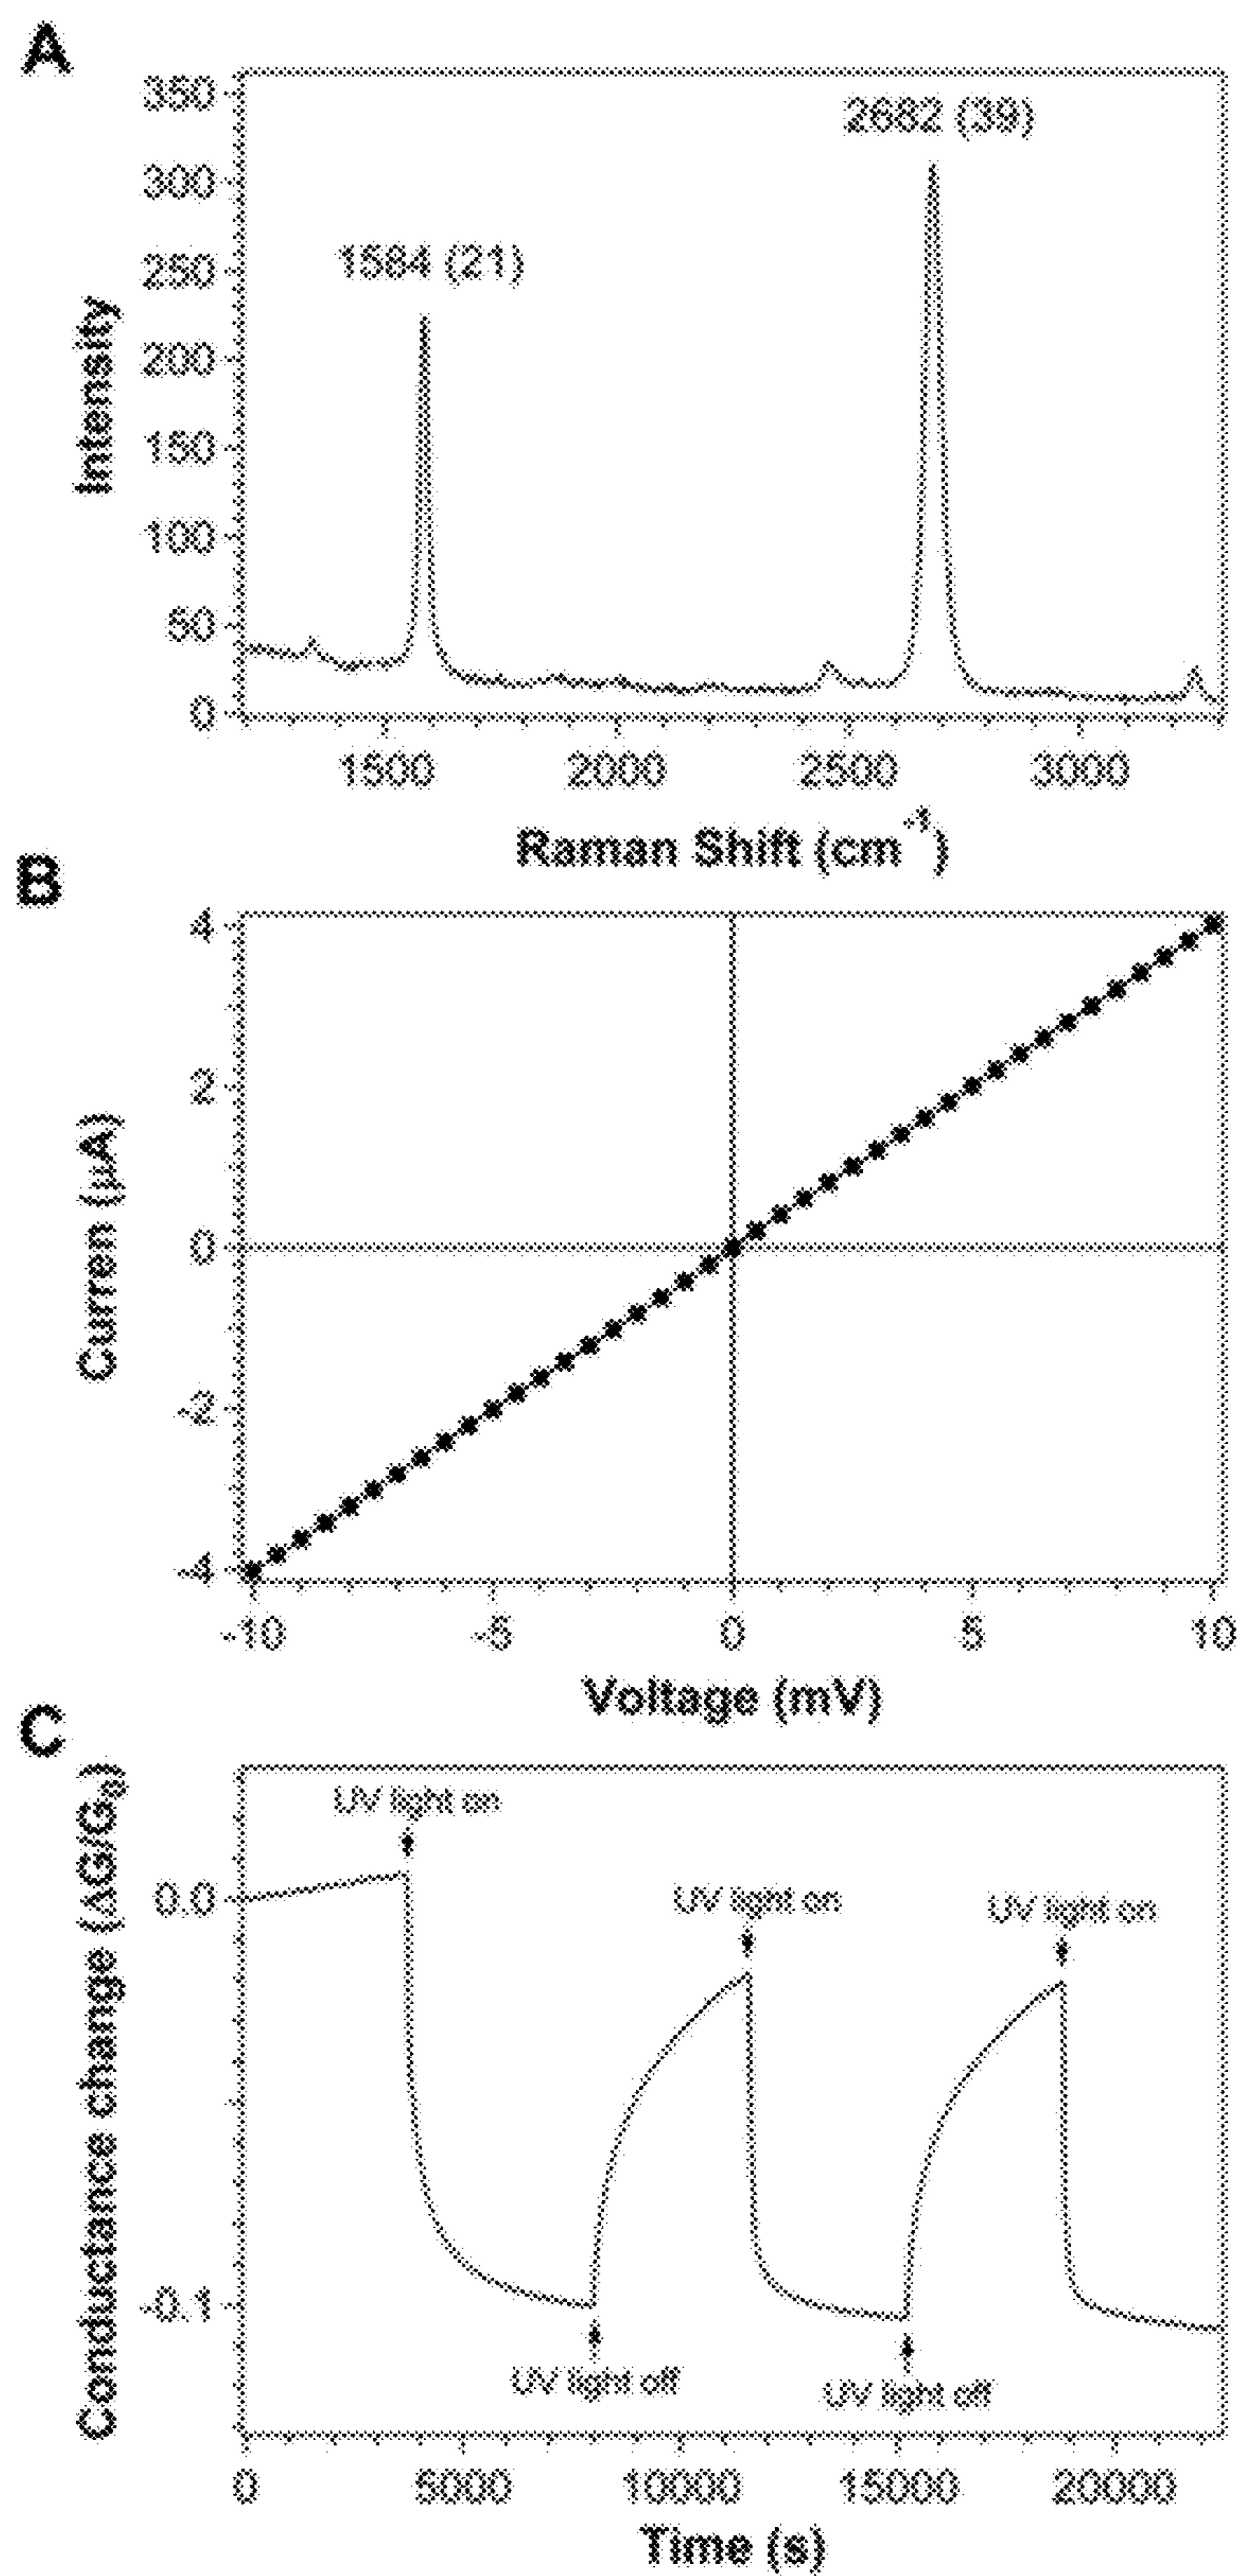 A
350
300
250
200
150
100
50
0
Intensity
1584 (21)
2682 (39)
1500 2000 2500 3000
Raman Shift (cm-1)
B
4
2
0
-2
-4
Curren (µA)
-10 -5 0 5 10
Voltage (mV)
C
0.0
-0.1
Conductance change (ΔG/G0)
UV light on
UV light on
UV light on
UV light off
UV light off
0 5000 10000 15000 20000
Time (s)